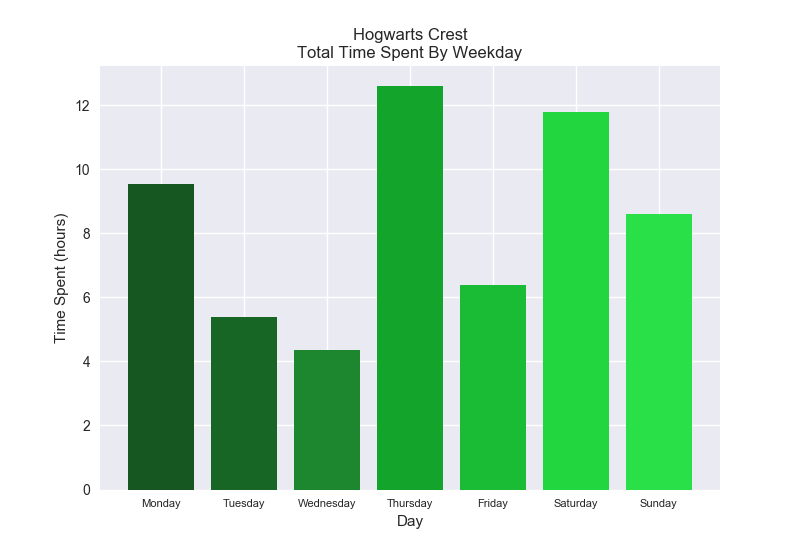 Hogwarts Crest
Total Time Spent By Weekday
Time Spent (hours)
12
10
8
6
4
2
0
Monday Tuesday Wednesday Thursday Friday Saturday Sunday
Day